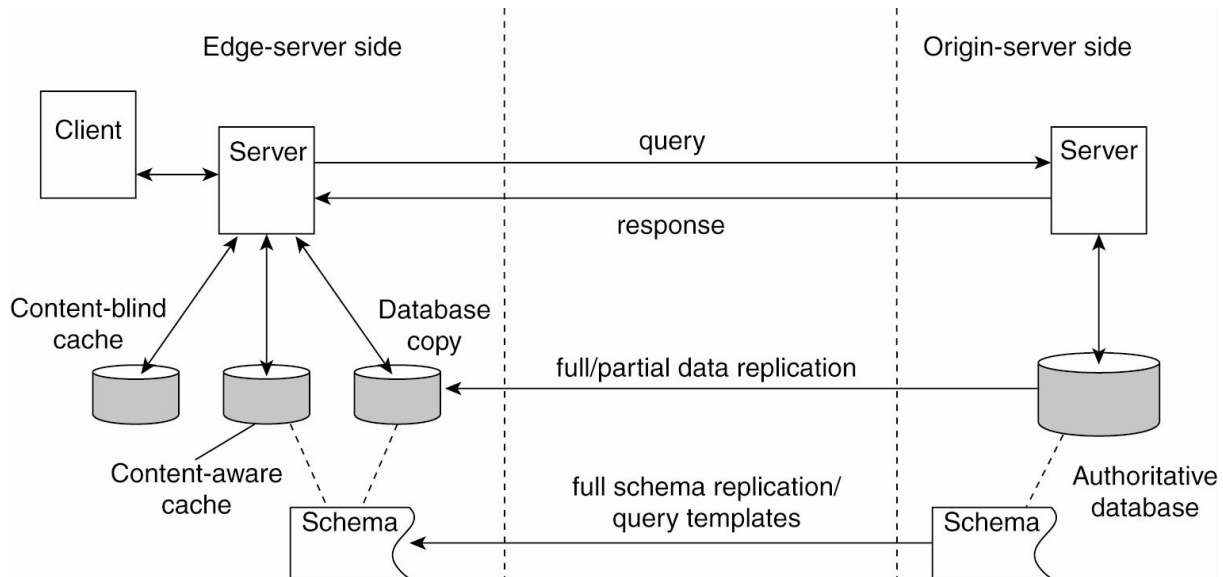 Edge-server side
Origin-server side
Client
Server
query
Server
response
Content-blind
cache
Database
copy
full/partial data replication
Content-aware
cache
Authoritative
database
full schema replication/
query templates
Schema
Schema